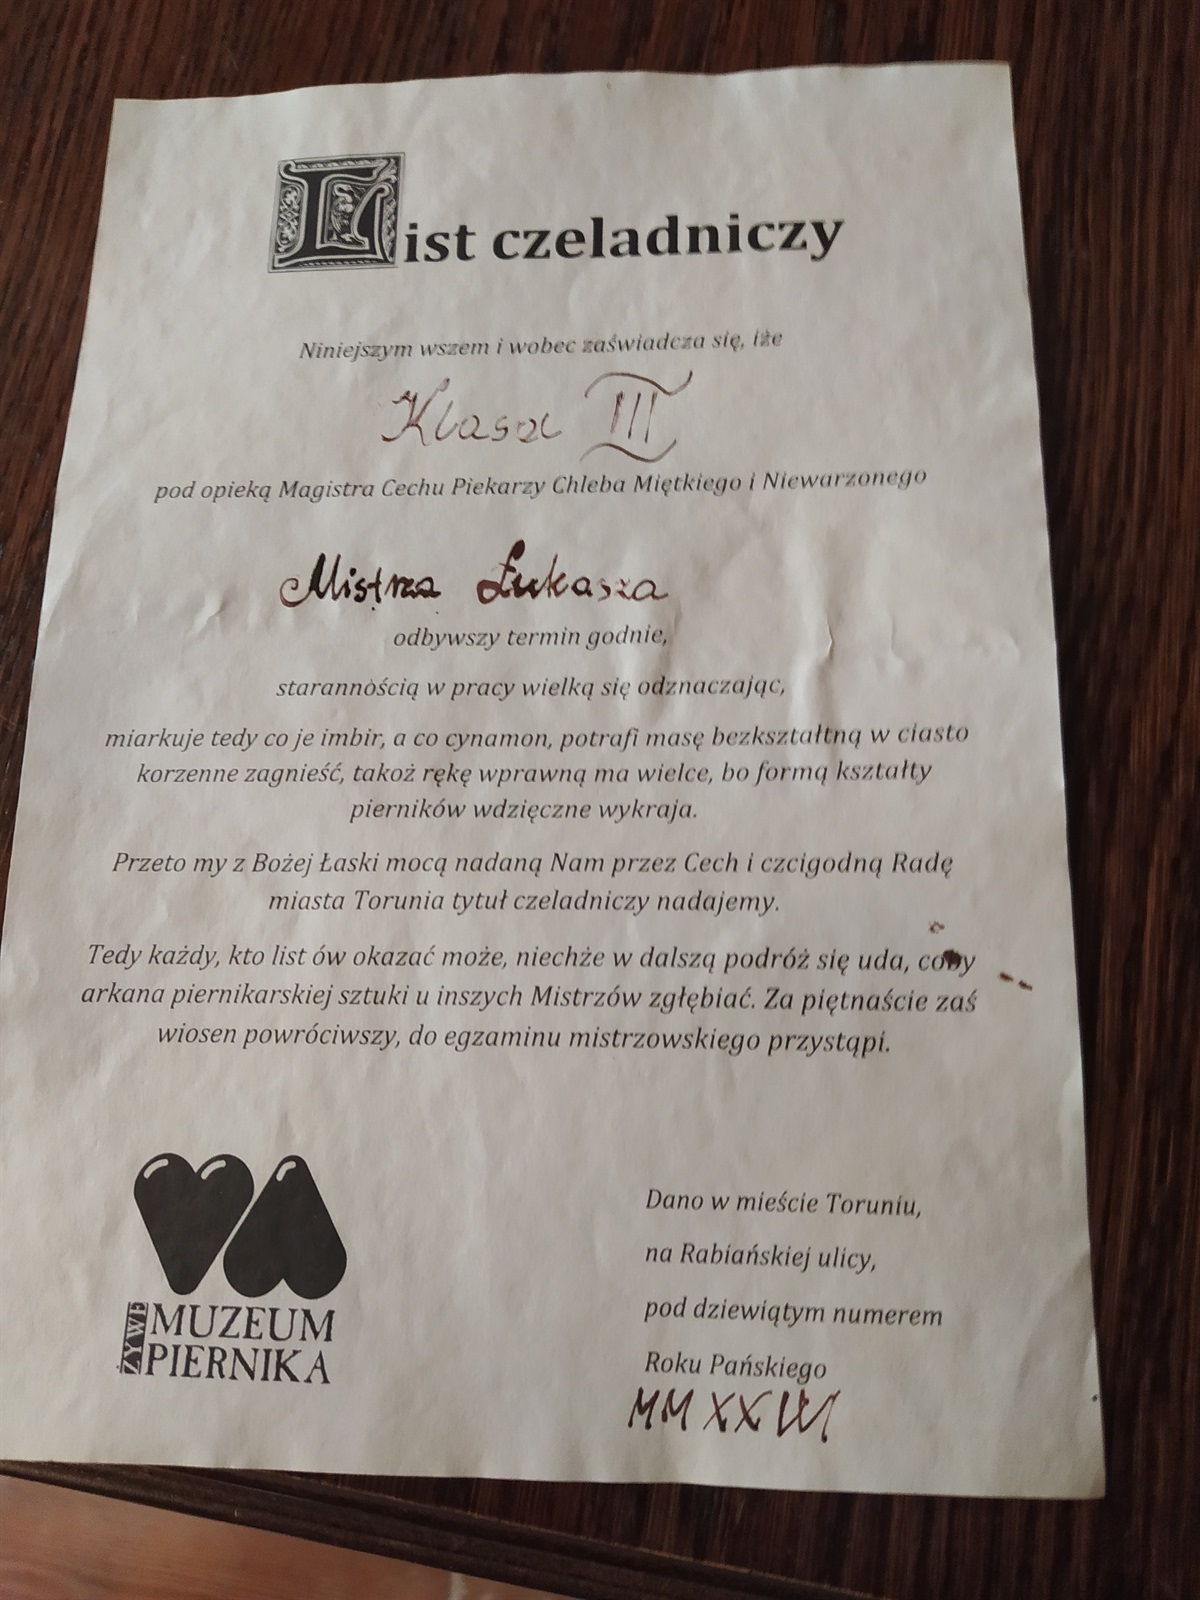 List czeladniczy
Niniejszym wszem i wobec zaświadcza się, iże
Klasa III
pod opieką Magistra Cechu Piekarzy Chleba Miętkiego i Niewarzonego
Mistrza Łukasza
odbywszy termin godnie,
starannością w pracy wielką się odznaczając,
miarkuje tedy co je imbir, a co cynamon, potrafi masę bezkształtną w ciasto
korzenne zagnieść, takoż rękę wprawną ma wielce, bo formą kształty
pierników wdzięczne wykraja.
Przeto my z Bożej Łaski mocą nadaną Nam przez Cech i czcigodną Radę
miasta Torunia tytuł czeladniczy nadajemy.
Tedy każdy, kto list ów okazać może, niechże w dalszą podróż się uda, coby
arkana piernikarskiej sztuki u inszych Mistrzów zgłębiać. Za piętnaście zaś
wiosen powróciwszy, do egzaminu mistrzowskiego przystąpi.
ŻYWE
MUZEUM
PIERNIKA
Dano w mieście Toruniu,
na Rabiańskiej ulicy,
pod dziewiątym numerem
Roku Pańskiego